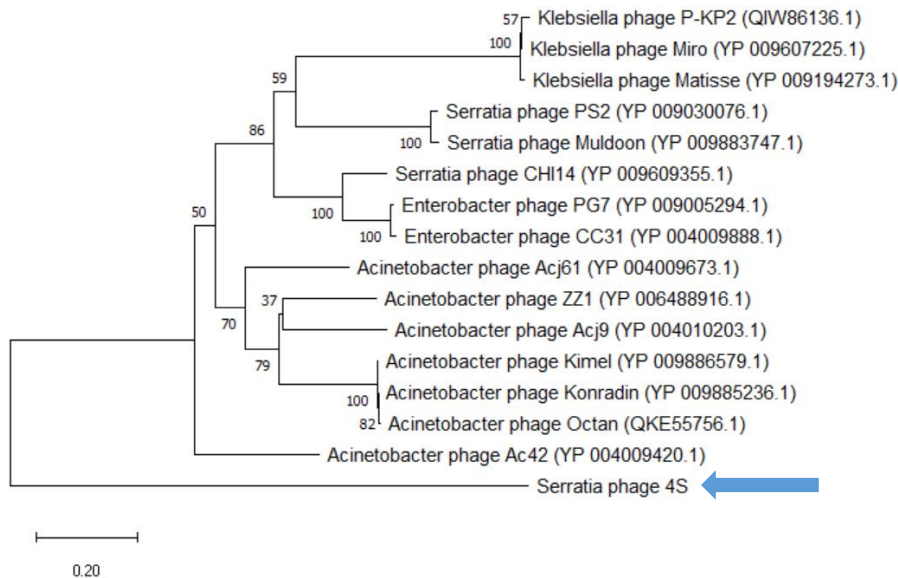 57
Klebsiella phage P-KP2 (QIW86136.1)
100
Klebsiella phage Miro (YP 009607225.1)
59
Klebsiella phage Matisse (YP 009194273.1)
Serratia phage PS2 (YP 009030076.1)
86
100
Serratia phage Muldoon (YP 009883747.1)
Serratia phage CHI14 (YP 009609355.1)
50
100
Enterobacter phage PG7 (YP 009005294.1)
100
Enterobacter phage CC31 (YP 004009888.1)
Acinetobacter phage Acj61 (YP 004009673.1)
37
Acinetobacter phage ZZ1 (YP 006488916.1)
70
Acinetobacter phage Acj9 (YP 004010203.1)
79
Acinetobacter phage Kimel (YP 009886579.1)
100
Acinetobacter phage Konradin (YP 009885236.1)
82
Acinetobacter phage Octan (QKE55756.1)
Acinetobacter phage Ac42 (YP 004009420.1)
Serratia phage 4S
0.20